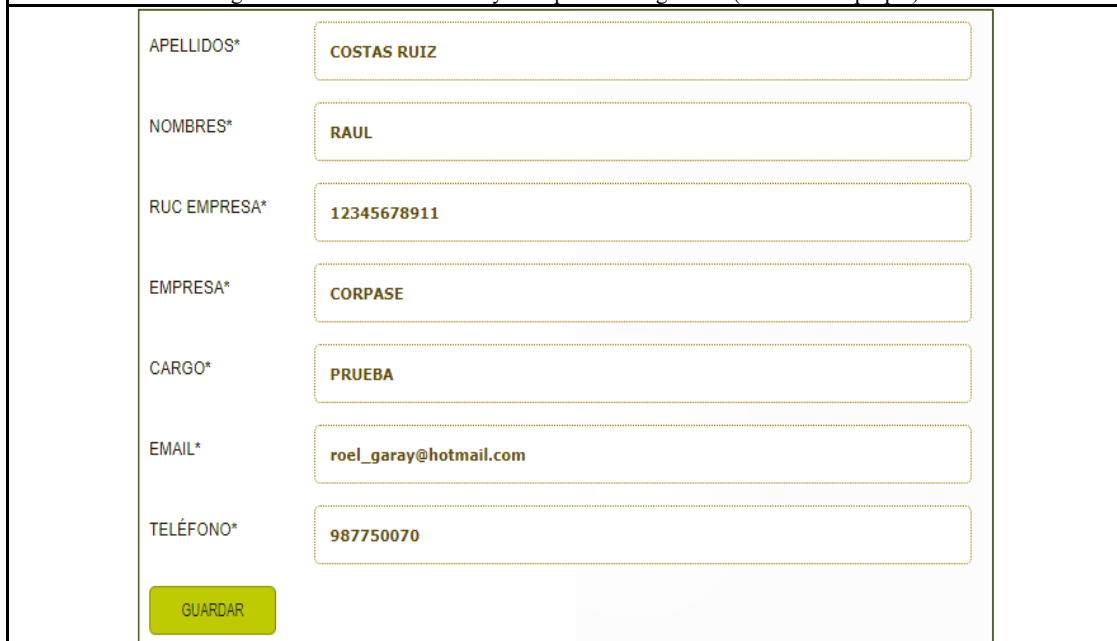 APELLIDOS* COSTAS RUIZ
NOMBRES* RAUL
RUC EMPRESA* 12345678911
EMPRESA* CORPASE
CARGO* PRUEBA
EMAIL* roel_garay@hotmail.com
TELÉFONO* 987750070
GUARDAR